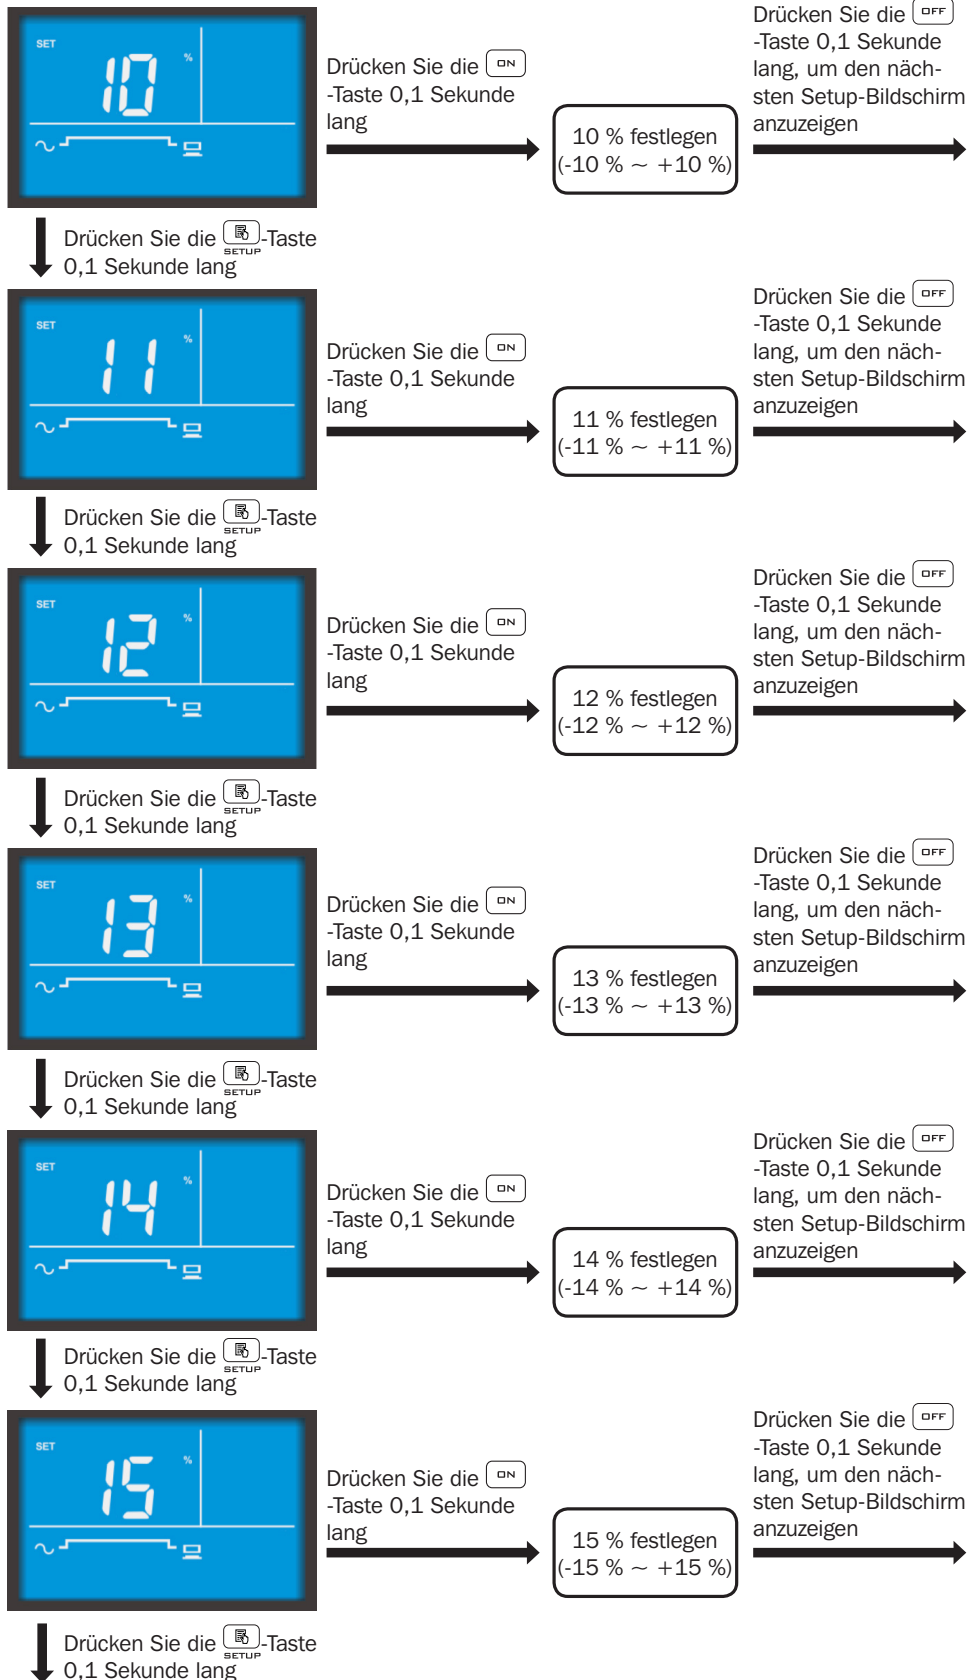 SET
10 %
Drücken Sie die ON
-Taste 0,1 Sekunde
lang
10 % festlegen
(-10 % ~ +10 %)
Drücken Sie die OFF
-Taste 0,1 Sekunde
lang, um den näch-
sten Setup-Bildschirm
anzuzeigen
Drücken Sie die SETUP-Taste
0,1 Sekunde lang
SET
11 %
Drücken Sie die ON
-Taste 0,1 Sekunde
lang
11 % festlegen
(-11 % ~ +11 %)
Drücken Sie die OFF
-Taste 0,1 Sekunde
lang, um den näch-
sten Setup-Bildschirm
anzuzeigen
Drücken Sie die SETUP-Taste
0,1 Sekunde lang
SET
12 %
Drücken Sie die ON
-Taste 0,1 Sekunde
lang
12 % festlegen
(-12 % ~ +12 %)
Drücken Sie die OFF
-Taste 0,1 Sekunde
lang, um den näch-
sten Setup-Bildschirm
anzuzeigen
Drücken Sie die SETUP-Taste
0,1 Sekunde lang
SET
13 %
Drücken Sie die ON
-Taste 0,1 Sekunde
lang
13 % festlegen
(-13 % ~ +13 %)
Drücken Sie die OFF
-Taste 0,1 Sekunde
lang, um den näch-
sten Setup-Bildschirm
anzuzeigen
Drücken Sie die SETUP-Taste
0,1 Sekunde lang
SET
14 %
Drücken Sie die ON
-Taste 0,1 Sekunde
lang
14 % festlegen
(-14 % ~ +14 %)
Drücken Sie die OFF
-Taste 0,1 Sekunde
lang, um den näch-
sten Setup-Bildschirm
anzuzeigen
Drücken Sie die SETUP-Taste
0,1 Sekunde lang
SET
15 %
Drücken Sie die ON
-Taste 0,1 Sekunde
lang
15 % festlegen
(-15 % ~ +15 %)
Drücken Sie die OFF
-Taste 0,1 Sekunde
lang, um den näch-
sten Setup-Bildschirm
anzuzeigen
Drücken Sie die SETUP-Taste
0,1 Sekunde lang